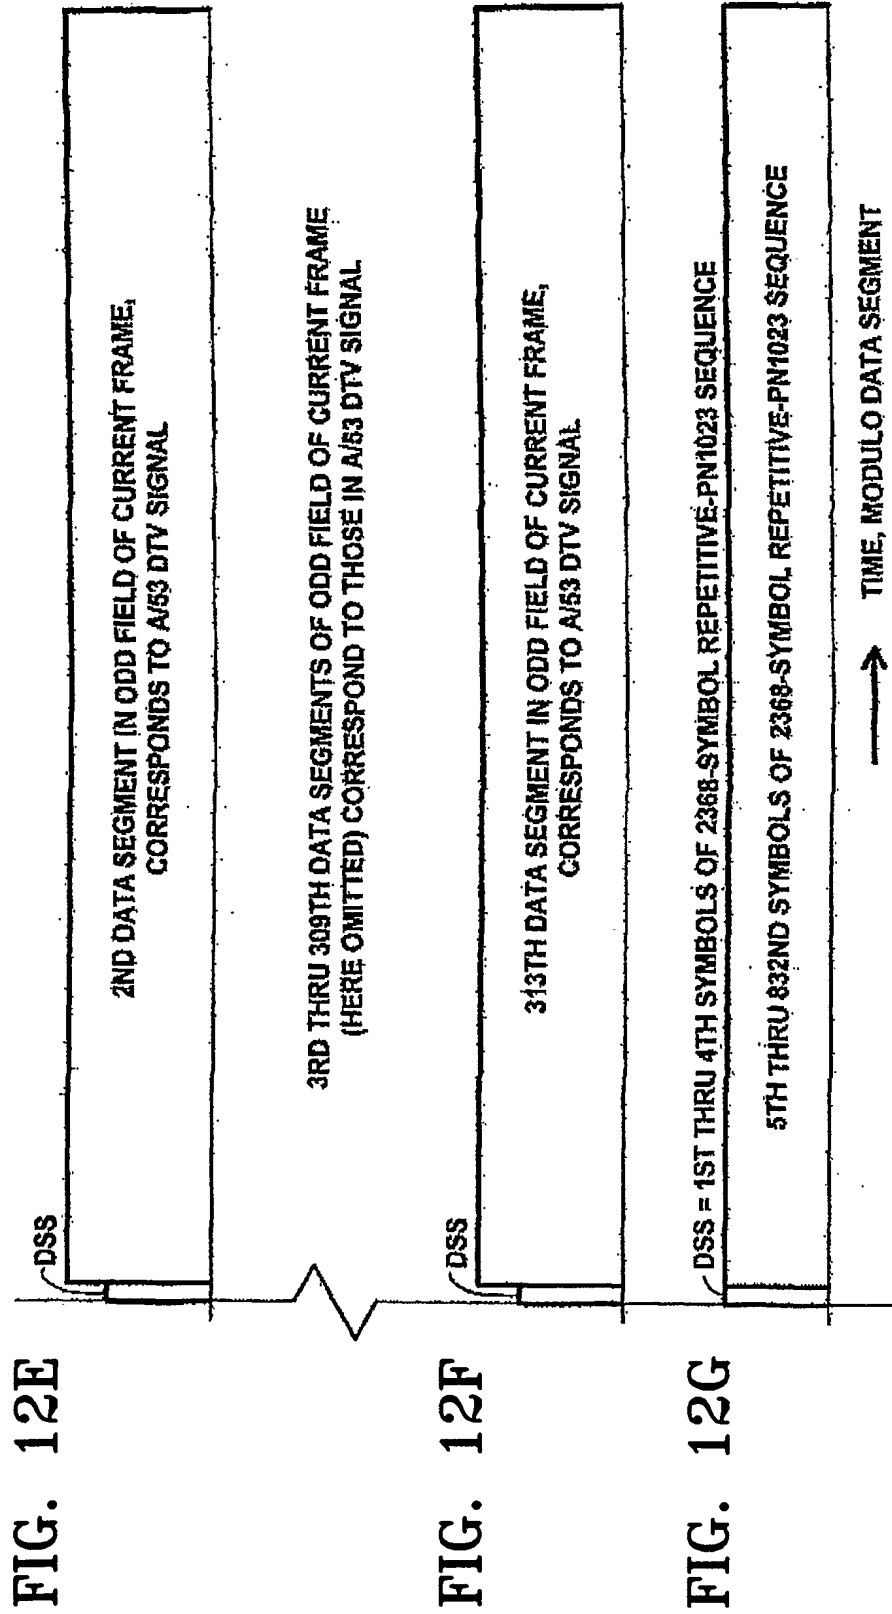 FIG. 12E
DSS
2ND DATA SEGMENT IN ODD FIELD OF CURRENT FRAME,
CORRESPONDS TO A/53 DTV SIGNAL
3RD THRU 309TH DATA SEGMENTS OF ODD FIELD OF CURRENT FRAME
(HERE OMITTED) CORRESPOND TO THOSE IN A/53 DTV SIGNAL
FIG. 12F
DSS
313TH DATA SEGMENT IN ODD FIELD OF CURRENT FRAME,
CORRESPONDS TO A/53 DTV SIGNAL
FIG. 12G
DSS = 1ST THRU 4TH SYMBOLS OF 2368-SYMBOL REPETITIVE-PN1023 SEQUENCE
5TH THRU 832ND SYMBOLS OF 2368-SYMBOL REPETITIVE-PN1023 SEQUENCE
TIME, MODULO DATA SEGMENT